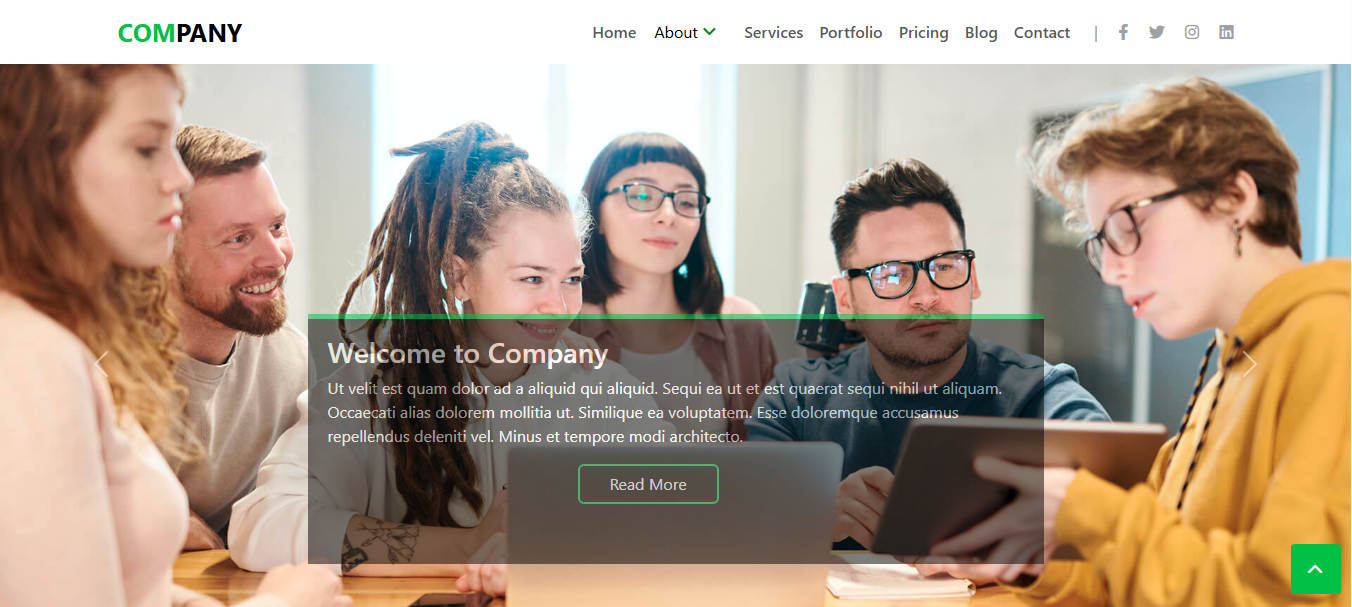 COMPANY
Home About Services Portfolio Pricing Blog Contact |
Welcome to Company
Ut velit est quam dolor ad a aliquid qui aliquid. Sequi ea ut et est quaerat sequi nihil ut aliquam.
Occaecati alias dolorem mollitia ut. Similique ea voluptatem. Esse doloremque accusamus
repellendus deleniti vel. Minus et tempore modi architecto.
Read More